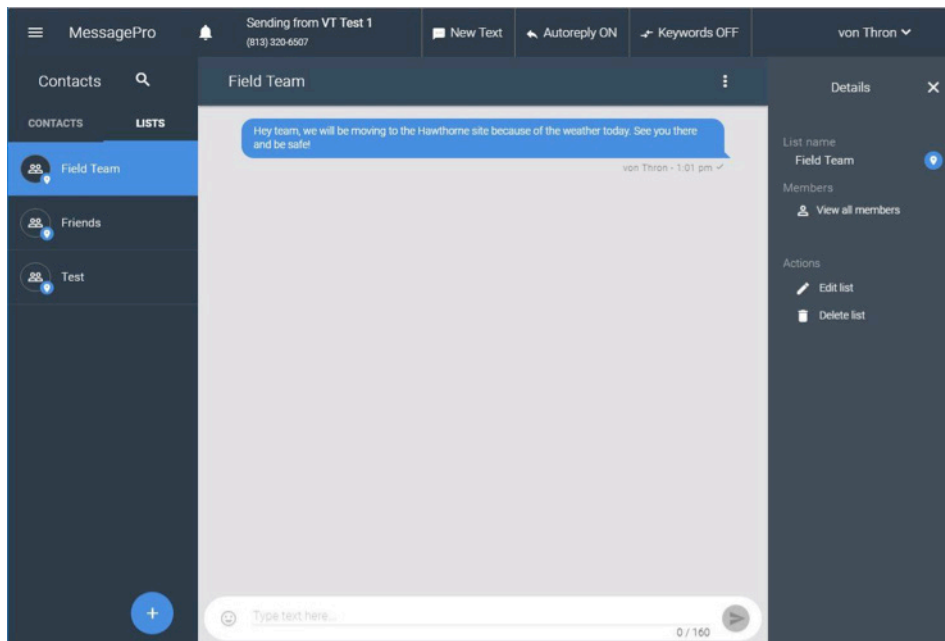 MessagePro
Sending from VT Test 1
(813) 320-6507
New Text
Autoreply ON
Keywords OFF
von Thron
Contacts
CONTACTS
LISTS
Field Team
Friends
Test
+
Field Team
Hey team, we will be moving to the Hawthorne site because of the weather today. See you there
and be safe!
von Thron - 1:01 pm
Type text here...
0 / 160
Details
List name
Field Team
Members
View all members
Actions
Edit list
Delete list